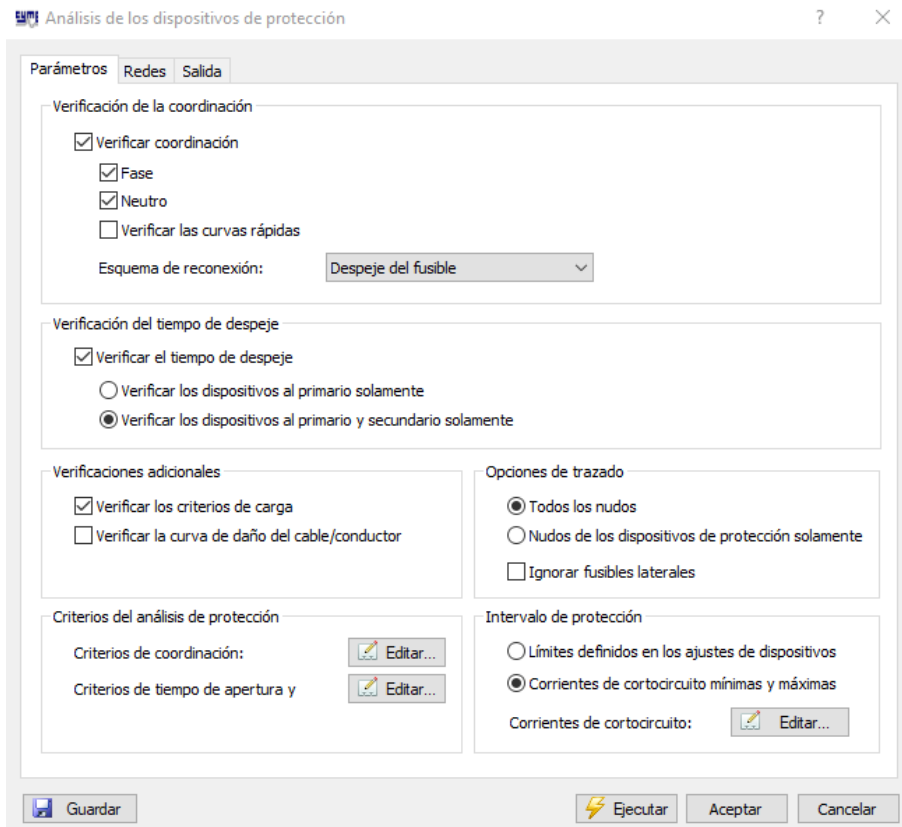 CYME Análisis de los dispositivos de protección ? ×
Parámetros Redes Salida
Verificación de la coordinación
Verificar coordinación
Fase
Neutro
Verificar las curvas rápidas
Esquema de reconexión: Despeje del fusible
Verificación del tiempo de despeje
Verificar el tiempo de despeje
Verificar los dispositivos al primario solamente
Verificar los dispositivos al primario y secundario solamente
Verificaciones adicionales
Verificar los criterios de carga
Verificar la curva de daño del cable/conductor
Opciones de trazado
Todos los nudos
Nudos de los dispositivos de protección solamente
Ignorar fusibles laterales
Criterios del análisis de protección
Criterios de coordinación: Editar...
Criterios de tiempo de apertura y Editar...
Intervalo de protección
Límites definidos en los ajustes de dispositivos
Corrientes de cortocircuito mínimas y máximas
Corrientes de cortocircuito: Editar...
Guardar Ejecutar Aceptar Cancelar